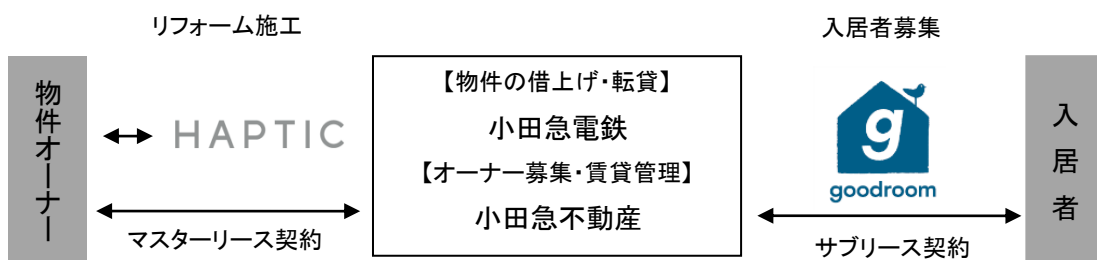 リフォーム施工
入居者募集
物件オーナー
HAPTIC
マスターリース契約
【物件の借上げ・転貸】
小田急電鉄
【オーナー募集・賃貸管理】
小田急不動産
g
goodroom
サブリース契約
入居者